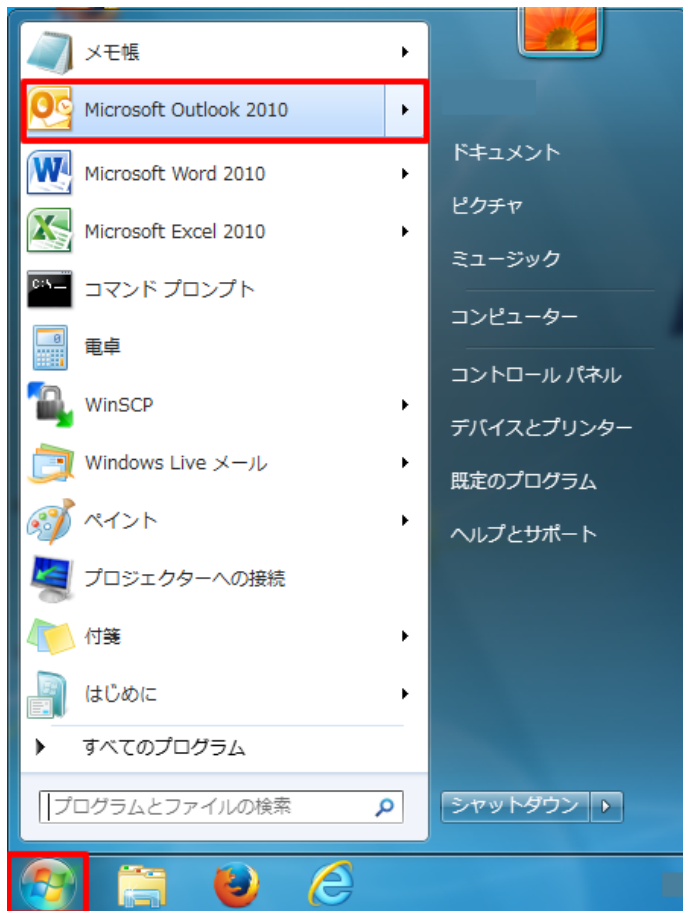 メモ帳
Microsoft Outlook 2010
Microsoft Word 2010
Microsoft Excel 2010
C:\
コマンド プロンプト
0
電卓
WinSCP
Windows Live メール
ペイント
プロジェクターへの接続
付箋
はじめに
すべてのプログラム
プログラムとファイルの検索
ドキュメント
ピクチャ
ミュージック
コンピューター
コントロール パネル
デバイスとプリンター
既定のプログラム
ヘルプとサポート
シャットダウン